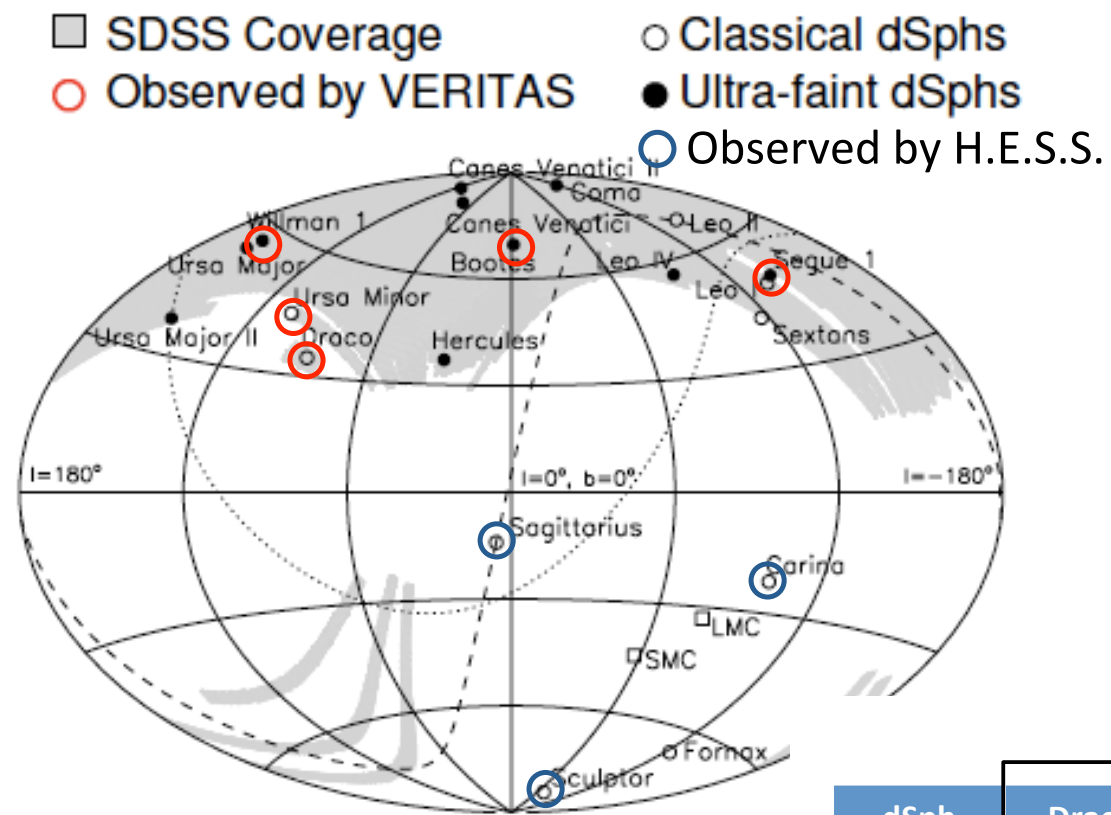 SDSS Coverage
Classical dSphs
Observed by VERITAS
Ultra-faint dSphs
Observed by H.E.S.S.
Canes Venatici II
Coma
Willman 1
Canes Venatici
Leo II
Ursa Major
Bootes
Leo IV
Segue 1
Ursa Minor
Leo I
Ursa Major II
Draco
Hercules
Sextans
l=180°
l=0°, b=0°
l=-180°
Sagittarius
Carina
LMC
SMC
Fornax
Sculptor